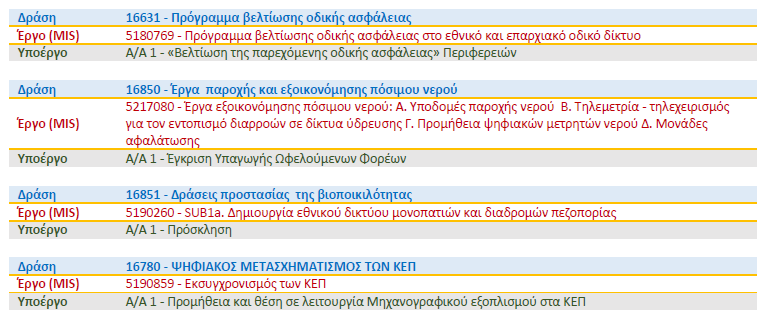 Δράση 16631 - Πρόγραμμα βελτίωσης οδικής ασφάλειας
Έργο (MIS) 5180769 - Πρόγραμμα βελτίωσης οδικής ασφάλειας στο εθνικό και επαρχιακό οδικό δίκτυο
Υποέργο Α/Α 1 - «Βελτίωση της παρεχόμενης οδικής ασφάλειας» Περιφερειών
Δράση 16850 - Έργα παροχής και εξοικονόμησης πόσιμου νερού
5217080 - Έργα εξοικονόμησης πόσιμου νερού: Α. Υποδομές παροχής νερού Β. Τηλεμετρία - τηλεχειρισμός
Έργο (MIS) για τον εντοπισμό διαρροών σε δίκτυα ύδρευσης Γ. Προμήθεια ψηφιακών μετρητών νερού Δ. Μονάδες
αφαλάτωσης
Υποέργο Α/Α 1 - Έγκριση Υπαγωγής Ωφελούμενων Φορέων
Δράση 16851 - Δράσεις προστασίας της βιοποικιλότητας
Έργο (MIS) 5190260 - SUB1a. Δημιουργία εθνικού δικτύου μονοπατιών και διαδρομών πεζοπορίας
Υποέργο Α/Α 1 - Πρόσκληση
Δράση 16780 - ΨΗΦΙΑΚΟΣ ΜΕΤΑΣΧΗΜΑΤΙΣΜΟΣ ΤΩΝ ΚΕΠ
Έργο (MIS) 5190859 - Εκσυγχρονισμός των ΚΕΠ
Υποέργο Α/Α 1 - Προμήθεια και θέση σε λειτουργία Μηχανογραφικού εξοπλισμού στα ΚΕΠ